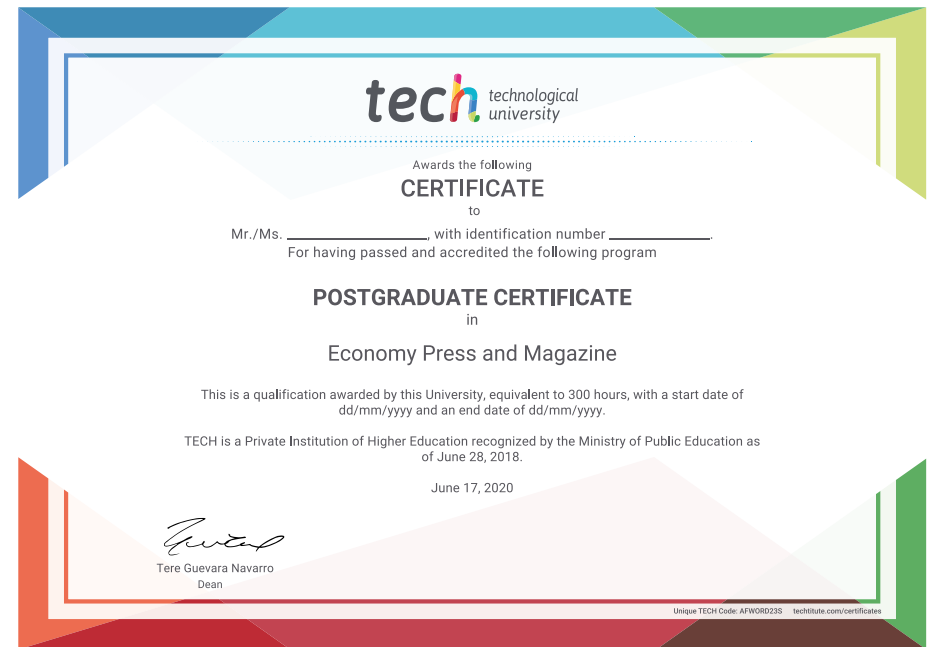 tech technological
university
Awards the following
CERTIFICATE
to
Mr./Ms. ____________________, with identification number ______________.
For having passed and accredited the following program
POSTGRADUATE CERTIFICATE
in
Economy Press and Magazine
This is a qualification awarded by this University, equivalent to 300 hours, with a start date of
dd/mm/yyyy and an end date of dd/mm/yyyy.
TECH is a Private Institution of Higher Education recognized by the Ministry of Public Education as
of June 28, 2018.
June 17, 2020
Tere Guevara Navarro
Dean
Unique TECH Code: AFWORD23S techtitute.com/certificates